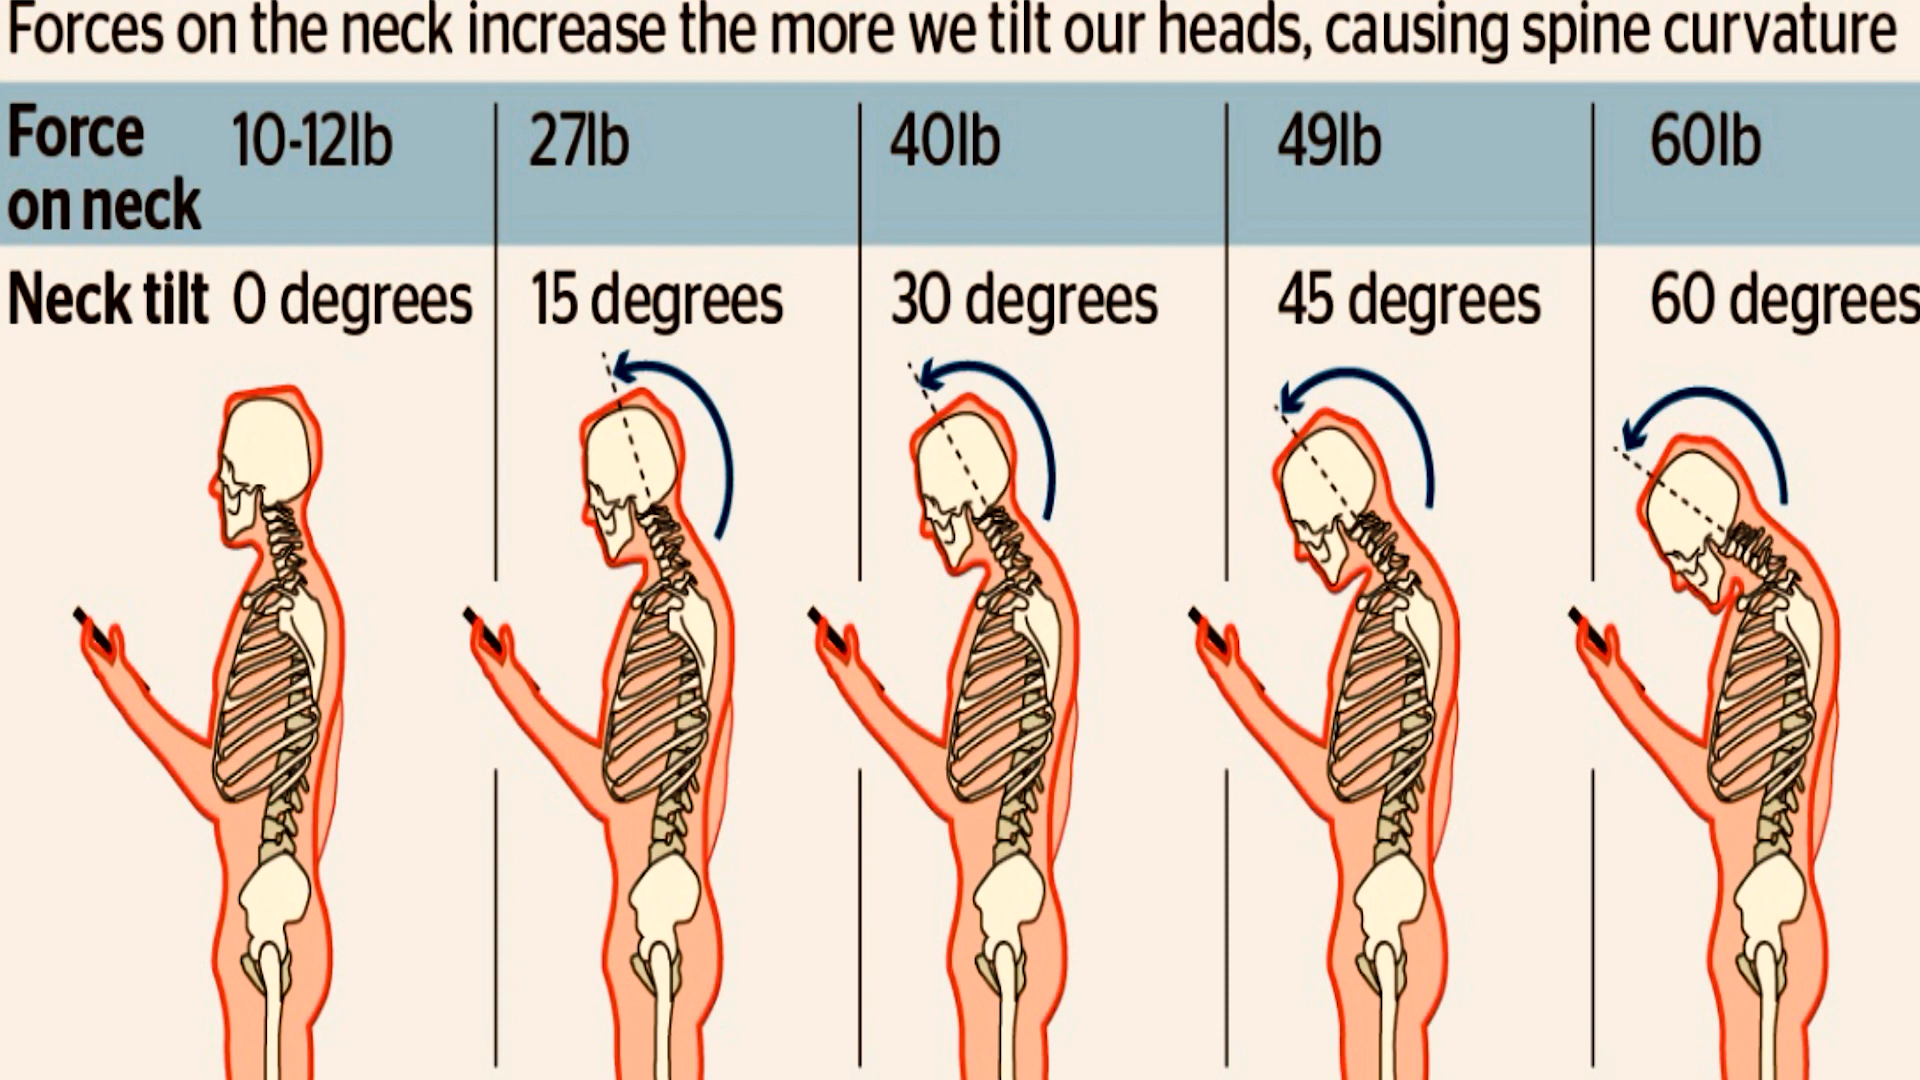 Forces on the neck increase the more we tilt our heads, causing spine curvature
Force on neck 10-12lb 27lb 40lb 49lb 60lb
Neck tilt 0 degrees 15 degrees 30 degrees 45 degrees 60 degrees